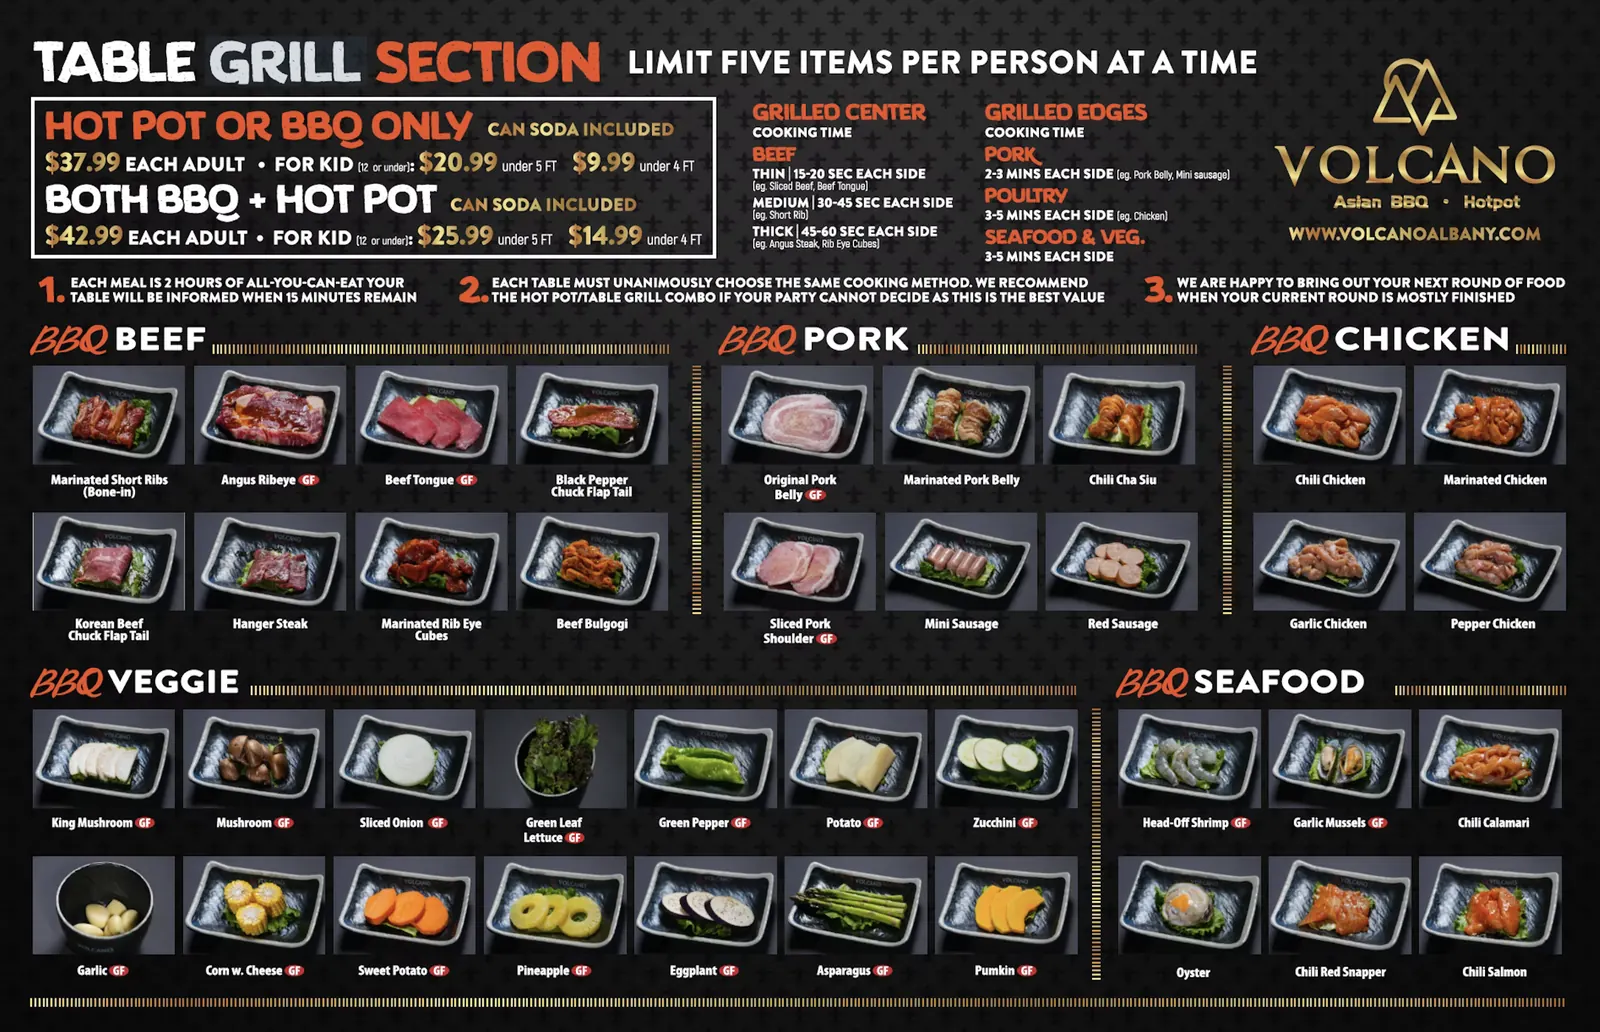 TABLE GRILL SECTION
LIMIT FIVE ITEMS PER PERSON AT A TIME
HOT POT OR BBQ ONLY CAN SODA INCLUDED
$37.99 EACH ADULT • FOR KID (12 or under): $20.99 under 5 FT $9.99 under 4 FT
BOTH BBQ + HOT POT CAN SODA INCLUDED
$42.99 EACH ADULT • FOR KID (12 or under): $25.99 under 5 FT $14.99 under 4 FT
GRILLED CENTER
COOKING TIME
BEEF
THIN | 15-20 SEC EACH SIDE
(eg. Sliced Beef, Beef Tongue)
MEDIUM | 30-45 SEC EACH SIDE
(eg. Short Rib)
THICK | 45-60 SEC EACH SIDE
(eg. Angus Steak, Rib Eye Cubes)
GRILLED EDGES
COOKING TIME
PORK
2-3 MINS EACH SIDE (eg. Pork Belly, Mini sausage)
POULTRY
3-5 MINS EACH SIDE (eg. Chicken)
SEAFOOD & VEG.
3-5 MINS EACH SIDE
VOLCANO
Asian BBQ • Hotpot
WWW.VOLCANOALBANY.COM
1. EACH MEAL IS 2 HOURS OF ALL-YOU-CAN-EAT YOUR
TABLE WILL BE INFORMED WHEN 15 MINUTES REMAIN
2. EACH TABLE MUST UNANIMOUSLY CHOOSE THE SAME COOKING METHOD. WE RECOMMEND
THE HOT POT/TABLE GRILL COMBO IF YOUR PARTY CANNOT DECIDE AS THIS IS THE BEST VALUE
3. WE ARE HAPPY TO BRING OUT YOUR NEXT ROUND OF FOOD
WHEN YOUR CURRENT ROUND IS MOSTLY FINISHED
BBQ BEEF
Marinated Short Ribs
(Bone-in)
Angus Ribeye GF
Beef Tongue GF
Black Pepper
Chuck Flap Tail
Korean Beef
Chuck Flap Tail
Hanger Steak
Marinated Rib Eye
Cubes
Beef Bulgogi
BBQ PORK
Original Pork
Belly GF
Marinated Pork Belly
Chili Cha Siu
Sliced Pork
Shoulder GF
Mini Sausage
Red Sausage
BBQ CHICKEN
Chili Chicken
Marinated Chicken
Garlic Chicken
Pepper Chicken
BBQ VEGGIE
King Mushroom GF
Mushroom GF
Sliced Onion GF
Green Leaf
Lettuce GF
Green Pepper GF
Potato GF
Zucchini GF
Garlic GF
Corn w. Cheese GF
Sweet Potato GF
Pineapple GF
Eggplant GF
Asparagus GF
Pumkin GF
BBQ SEAFOOD
Head-Off Shrimp GF
Garlic Mussels GF
Chili Calamari
Oyster
Chili Red Snapper
Chili Salmon